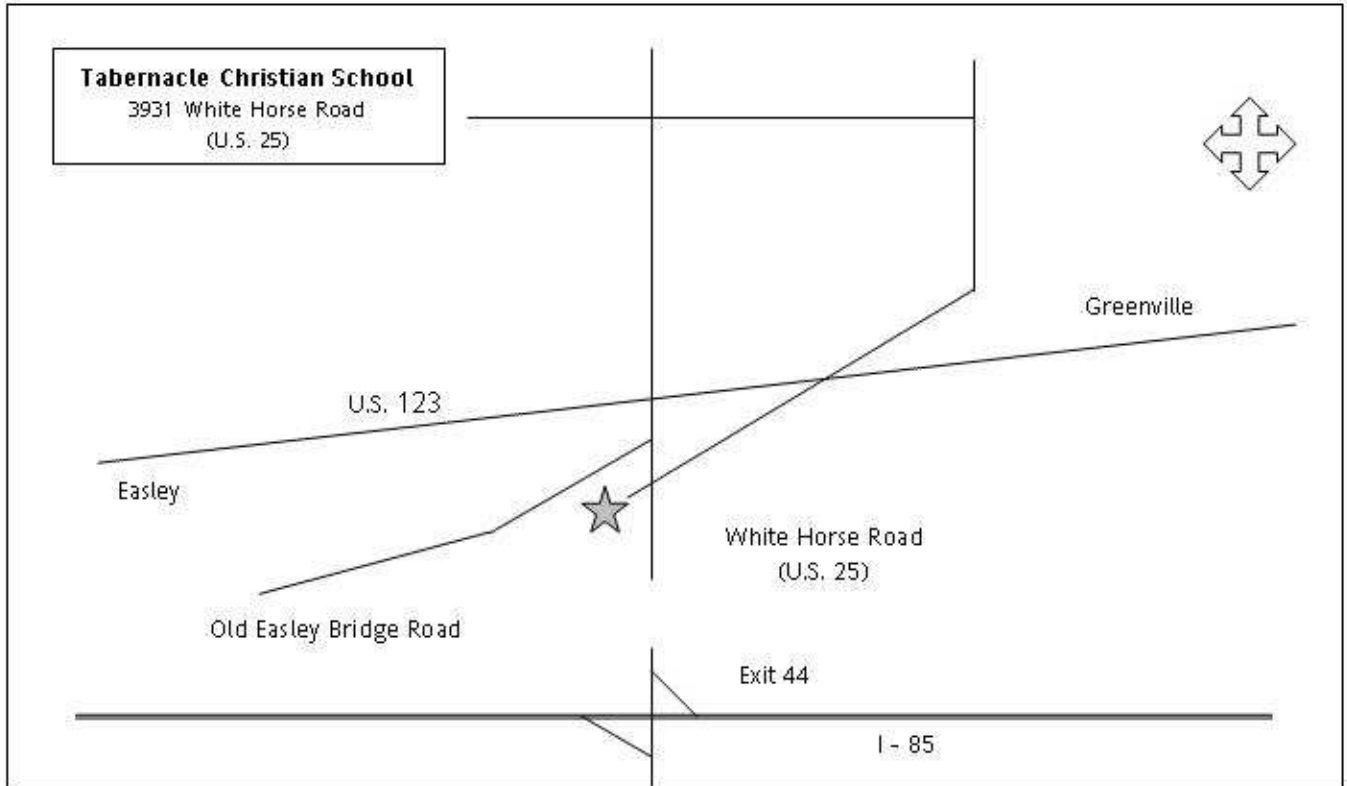 Tabernacle Christian School
3931 White Horse Road
(U.S. 25)
Greenville
U.S. 123
Easley
White Horse Road
(U.S. 25)
Old Easley Bridge Road
Exit 44
I - 85